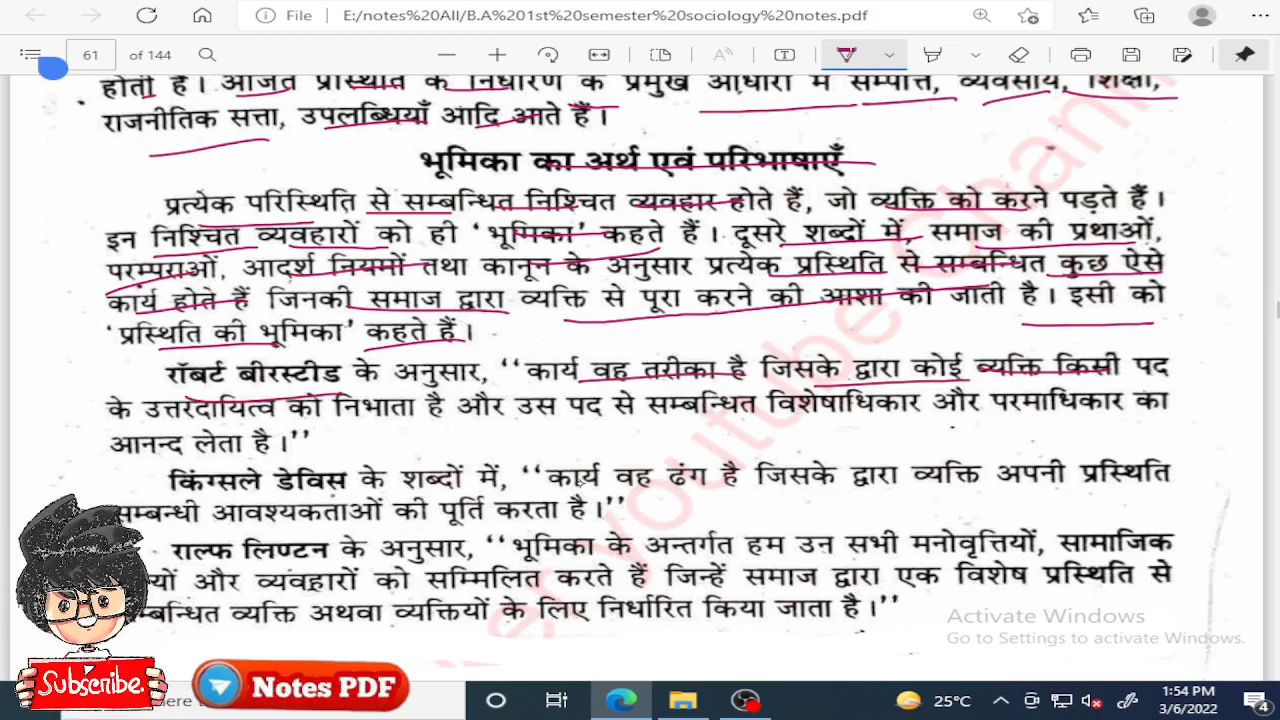 File E:/notes%20All/B.A%201st%20semester%20sociology%20notes.pdf
61 of 144
होती है। अर्जित प्रस्थिति के निर्धारण के प्रमुख आधारों में सम्पत्ति, व्यवसाय, शिक्षा,
राजनीतिक सत्ता, उपलब्धियाँ आदि आते हैं।
भूमिका का अर्थ एवं परिभाषाएँ
प्रत्येक परिस्थिति से सम्बन्धित निश्चित व्यवहार होते हैं, जो व्यक्ति को करने पड़ते हैं।
इन निश्चित व्यवहारों को ही 'भूमिका' कहते हैं। दूसरे शब्दों में, समाज की प्रथाओं,
परम्पराओं, आदर्श नियमों तथा कानून के अनुसार प्रत्येक प्रस्थिति से सम्बन्धित कुछ ऐसे
कार्य होते हैं जिनकी समाज द्वारा व्यक्ति से पूरा करने की आशा की जाती है। इसी को
'प्रस्थिति की भूमिका' कहते हैं।
रॉबर्ट बीरस्टीड के अनुसार, ''कार्य वह तरीका है जिसके द्वारा कोई व्यक्ति किसी पद
के उत्तरदायित्व को निभाता है और उस पद से सम्बन्धित विशेषाधिकार और परमाधिकार का
आनन्द लेता है।''
किंग्सले डेविस के शब्दों में, ''कार्य वह ढंग है जिसके द्वारा व्यक्ति अपनी प्रस्थिति
सम्बन्धी आवश्यकताओं की पूर्ति करता है।''
राल्फ लिण्टन के अनुसार, ''भूमिका के अन्तर्गत हम उन सभी मनोवृत्तियों, सामाजिक
और व्यवहारों को सम्मिलित करते हैं जिन्हें समाज द्वारा एक विशेष प्रस्थिति से
व्यक्ति अथवा व्यक्तियों के लिए निर्धारित किया जाता है।''
youtube Chann
Activate Windows
Go to Settings to activate Windows.
Subscribe.
Notes PDF
here to
25°C
1:54 PM
3/6/2022
4